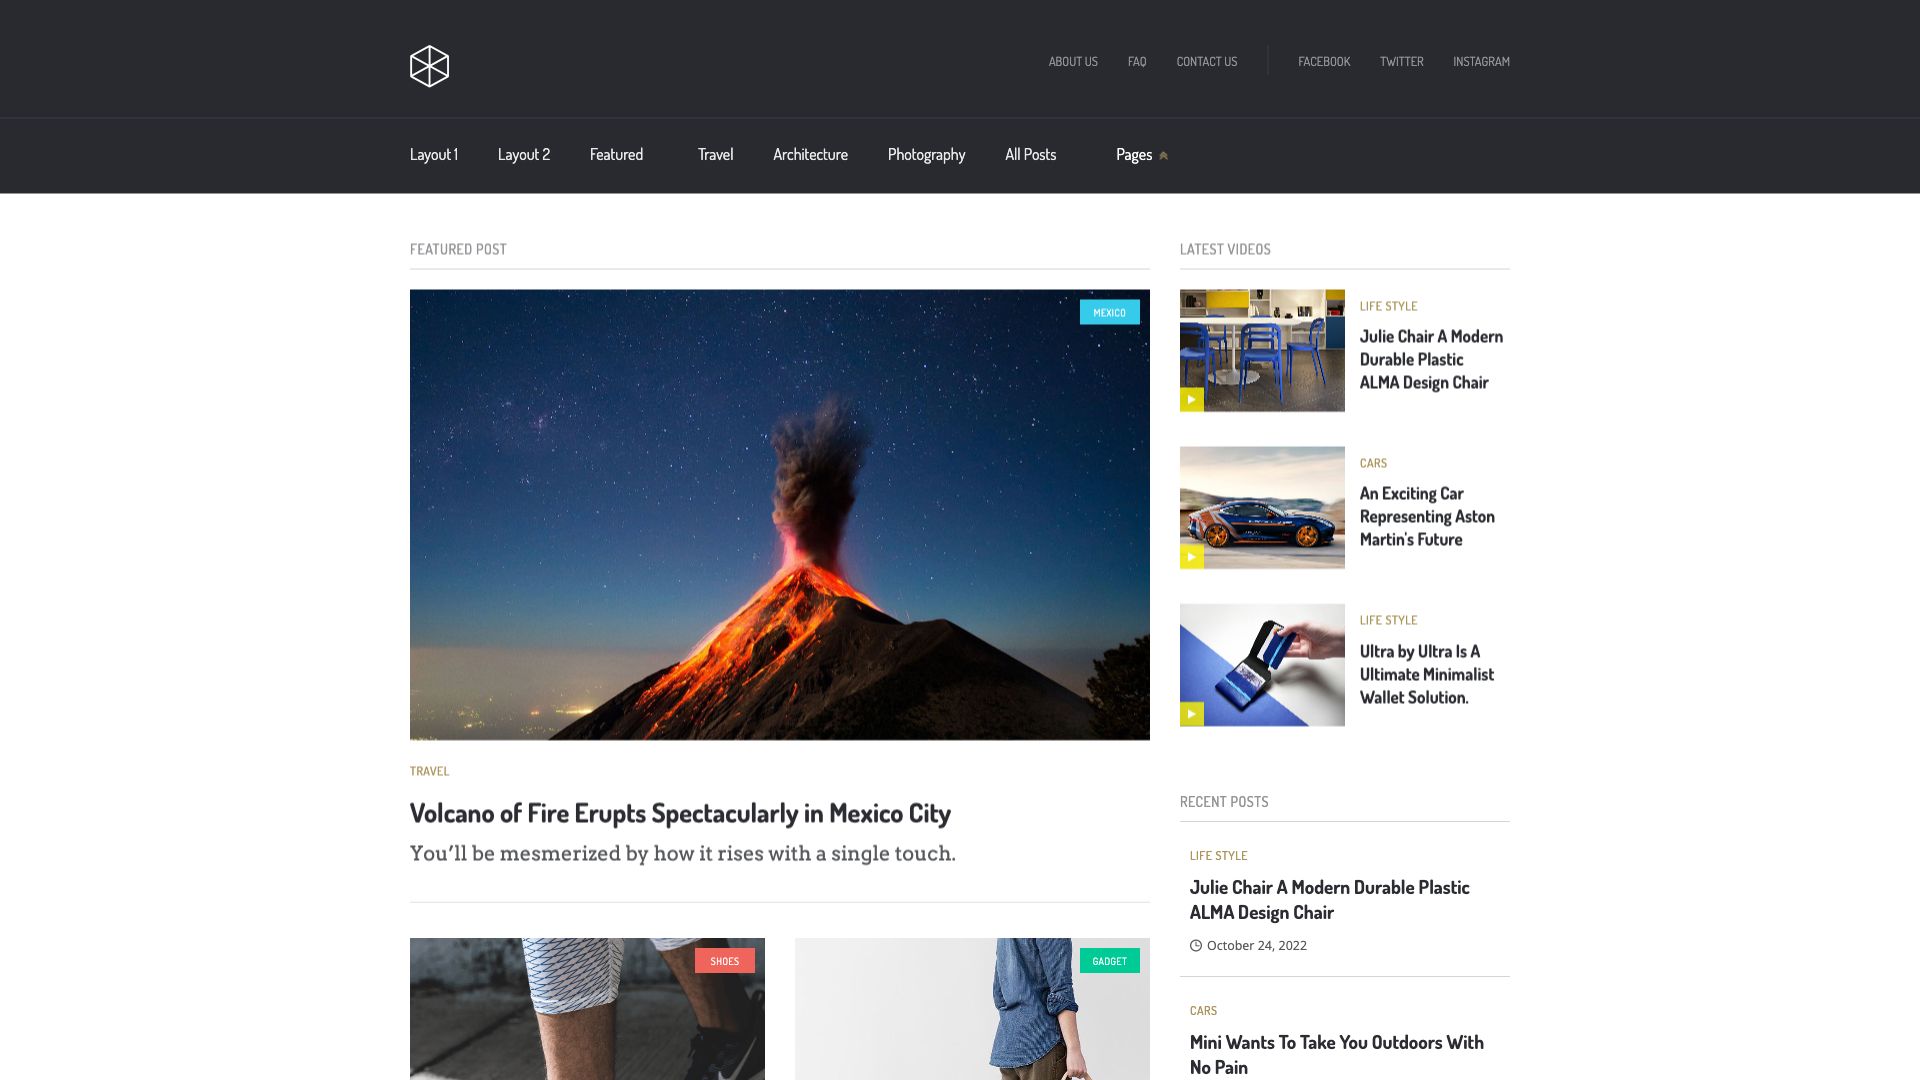 ABOUT US
FAQ
CONTACT US
FACEBOOK
TWITTER
INSTAGRAM
Layout 1
Layout 2
Featured
Travel
Architecture
Photography
All Posts
Pages
FEATURED POST
MEXICO
TRAVEL
Volcano of Fire Erupts Spectacularly in Mexico City
You’ll be mesmerized by how it rises with a single touch.
SHOES
GADGET
LATEST VIDEOS
LIFE STYLE
Julie Chair A Modern
Durable Plastic
ALMA Design Chair
CARS
An Exciting Car
Representing Aston
Martin's Future
LIFE STYLE
Ultra by Ultra Is A
Ultimate Minimalist
Wallet Solution.
RECENT POSTS
LIFE STYLE
Julie Chair A Modern Durable Plastic
ALMA Design Chair
October 24, 2022
CARS
Mini Wants To Take You Outdoors With
No Pain